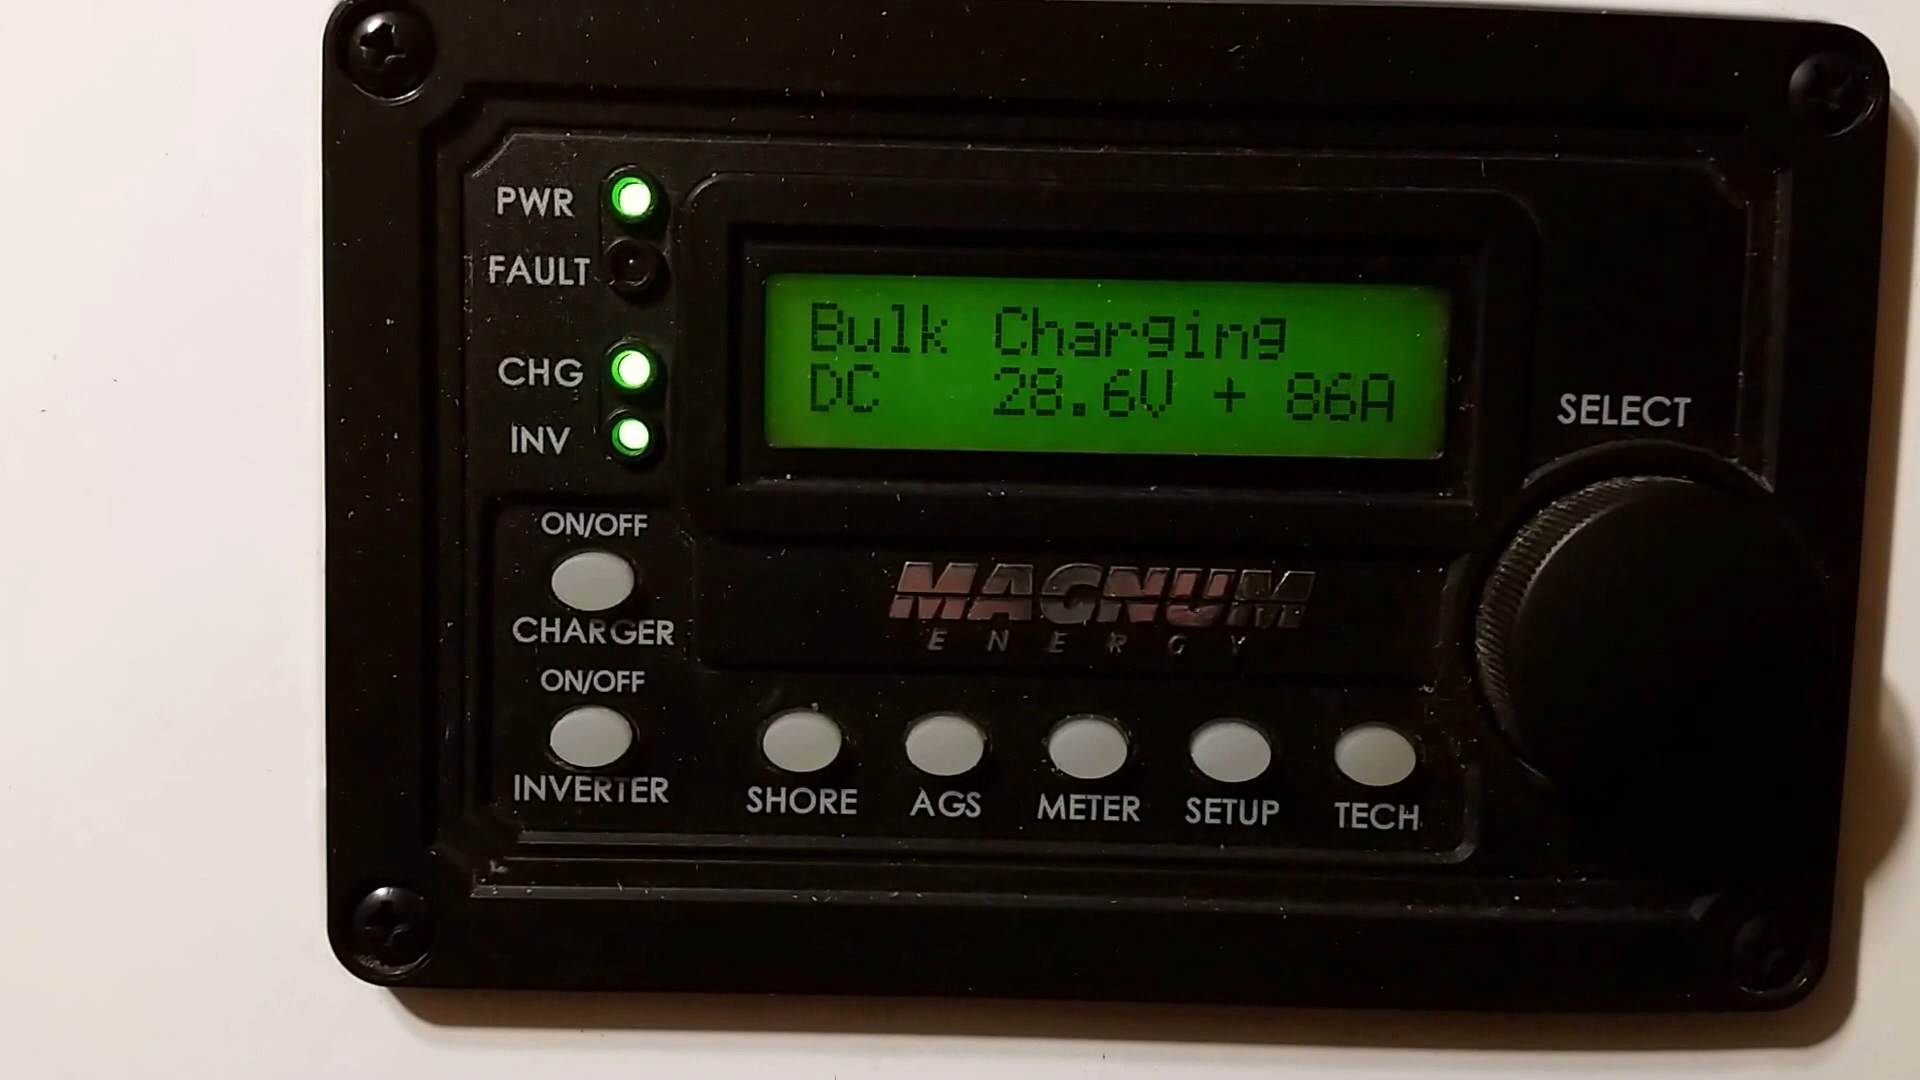 PWR
FAULT
CHG
INV
Bulk Charging
DC 28.6V + 86A
SELECT
ON/OFF
CHARGER
ON/OFF
INVERTER
MAGNUM
ENERGY
SHORE
AGS
METER
SETUP
TECH